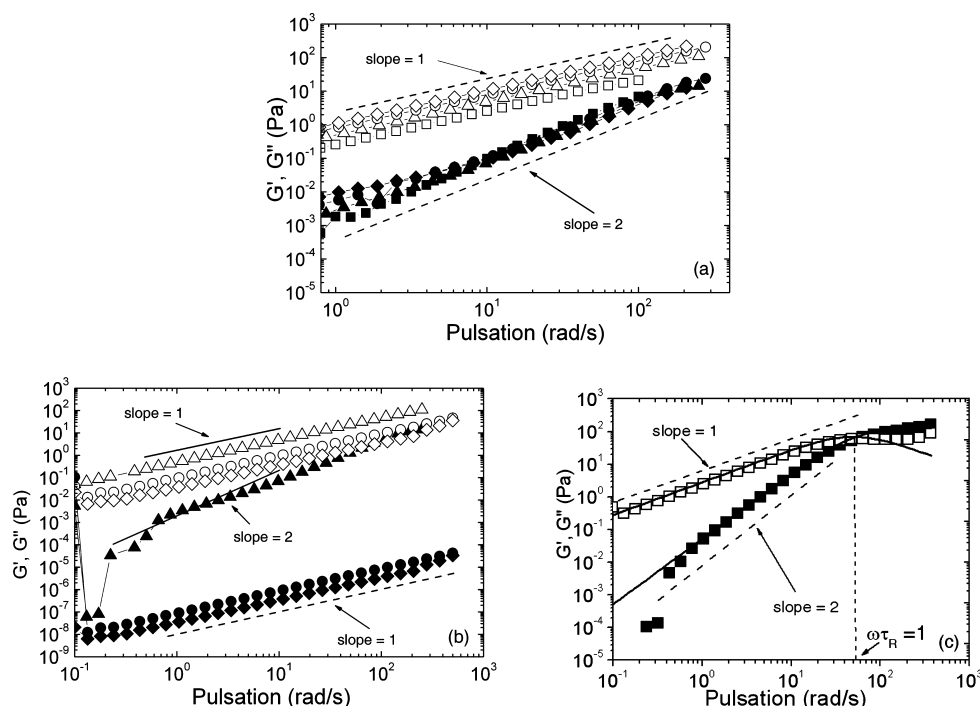 10³
10²
10¹
10⁰
10⁻¹
10⁻²
10⁻³
10⁻⁴
10⁻⁵
G', G" (Pa)
slope = 1
slope = 2
(a)
10⁰ 10¹ 10²
Pulsation (rad/s)
10³
10²
10¹
10⁰
10⁻¹
10⁻²
10⁻³
10⁻⁴
10⁻⁵
10⁻⁶
10⁻⁷
10⁻⁸
10⁻⁹
G', G" (Pa)
slope = 1
slope = 2
slope = 1
(b)
10⁻¹ 10⁰ 10¹ 10² 10³
Pulsation (rad/s)
10³
10²
10¹
10⁰
10⁻¹
10⁻²
10⁻³
10⁻⁴
10⁻⁵
G', G" (Pa)
slope = 1
slope = 2
ωτR =1
(c)
10⁻¹ 10⁰ 10¹ 10² 10³
Pulsation (rad/s)